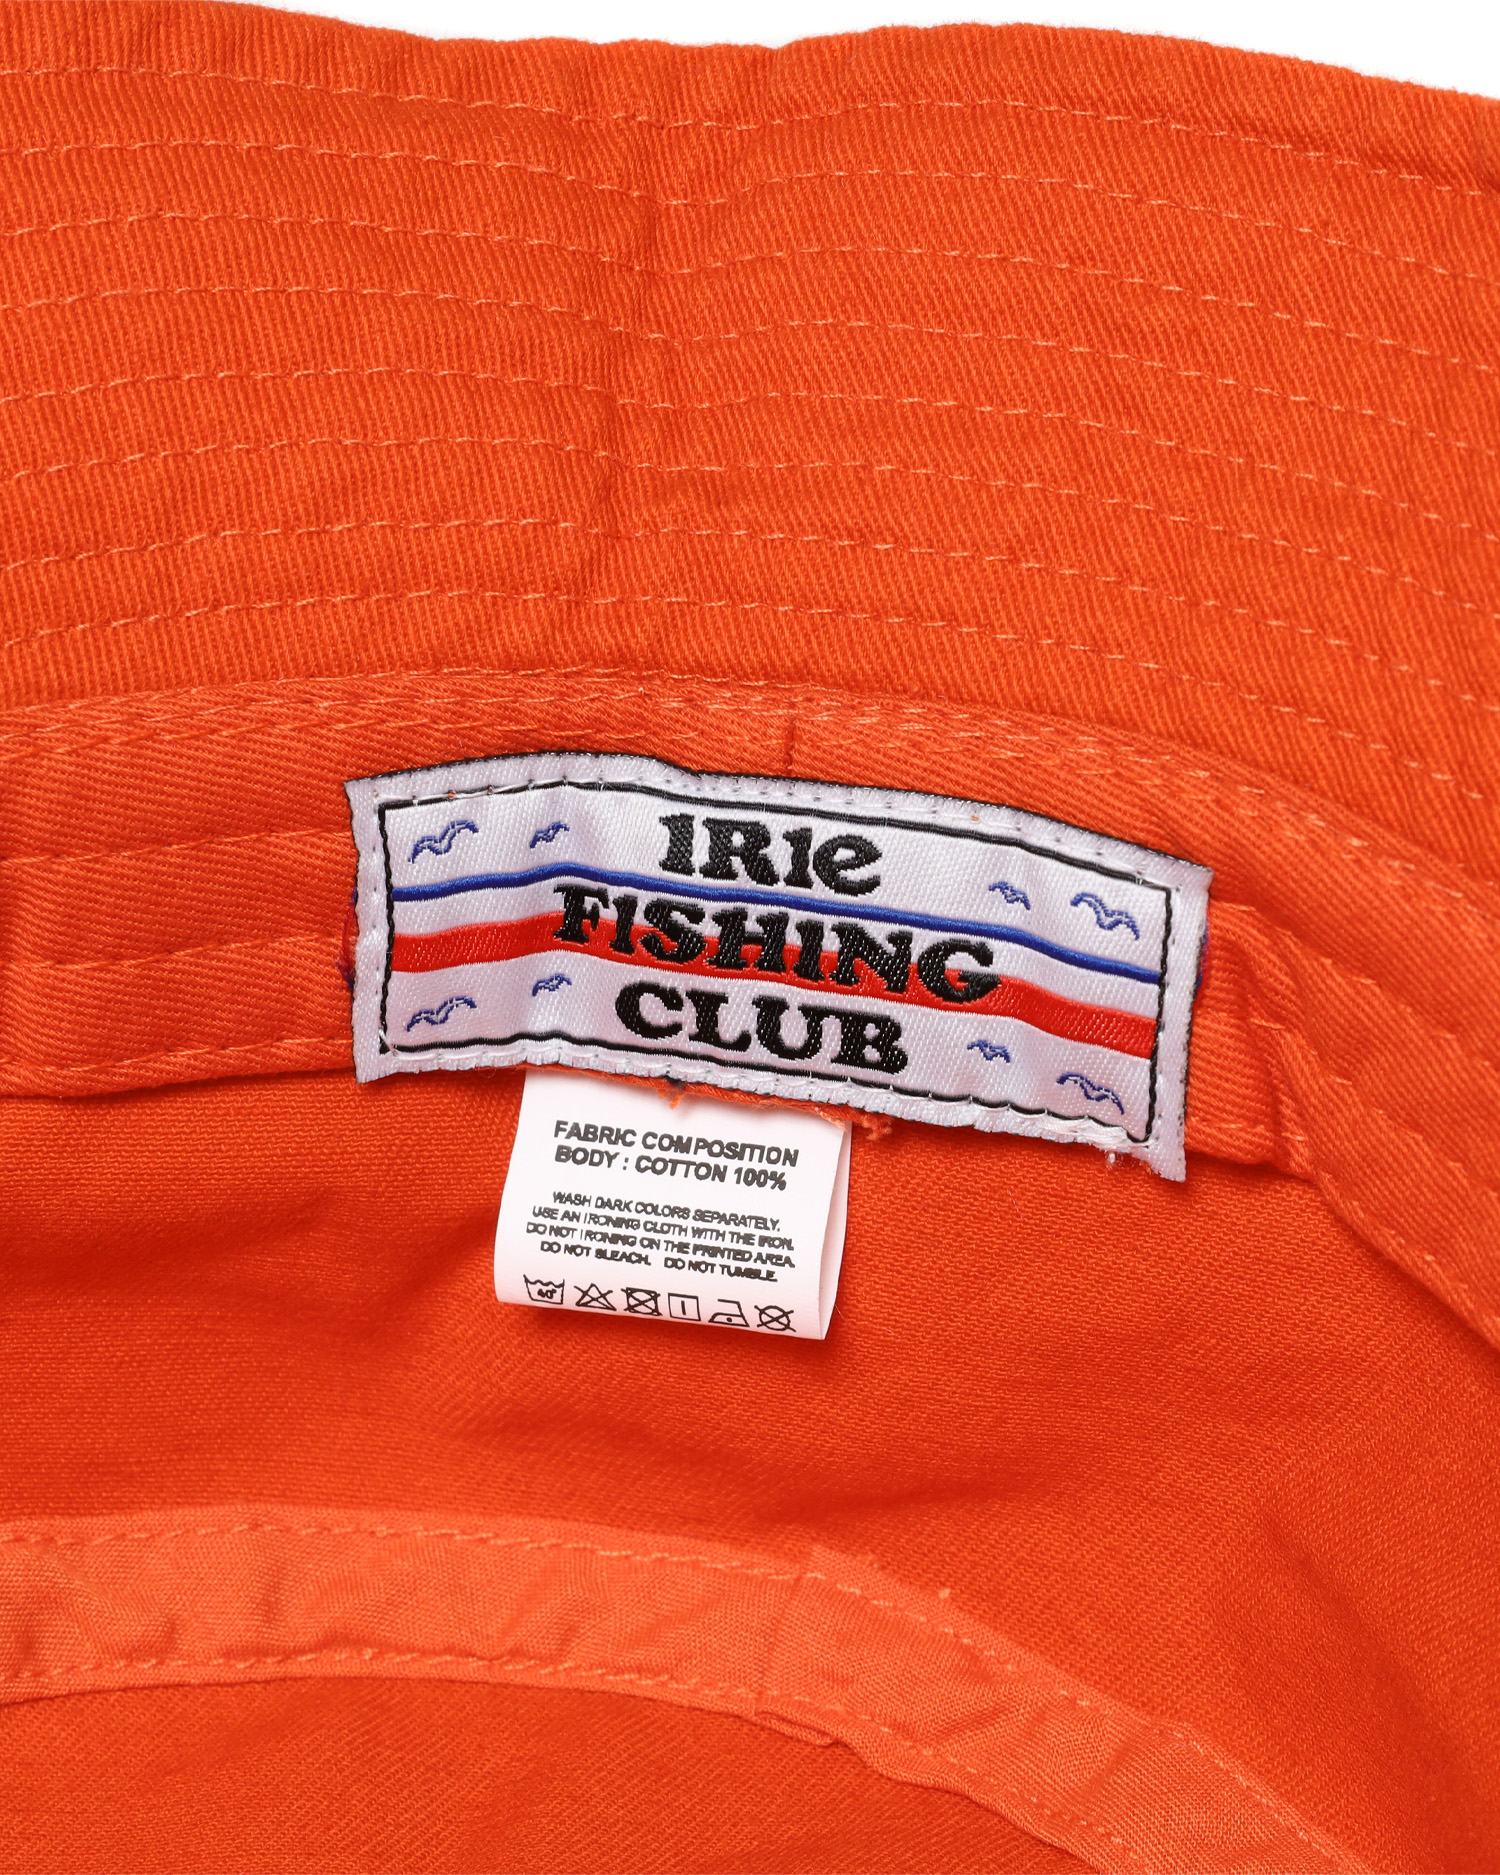 IRIe
FISHING
CLUB
FABRIC COMPOSITION
BODY : COTTON 100%
WASH DARK COLORS SEPARATELY.
USE AN IRONING CLOTH WITH THE IRON.
DO NOT IRONING ON THE PRINTED AREA.
DO NOT BLEACH. DO NOT TUMBLE.
40°